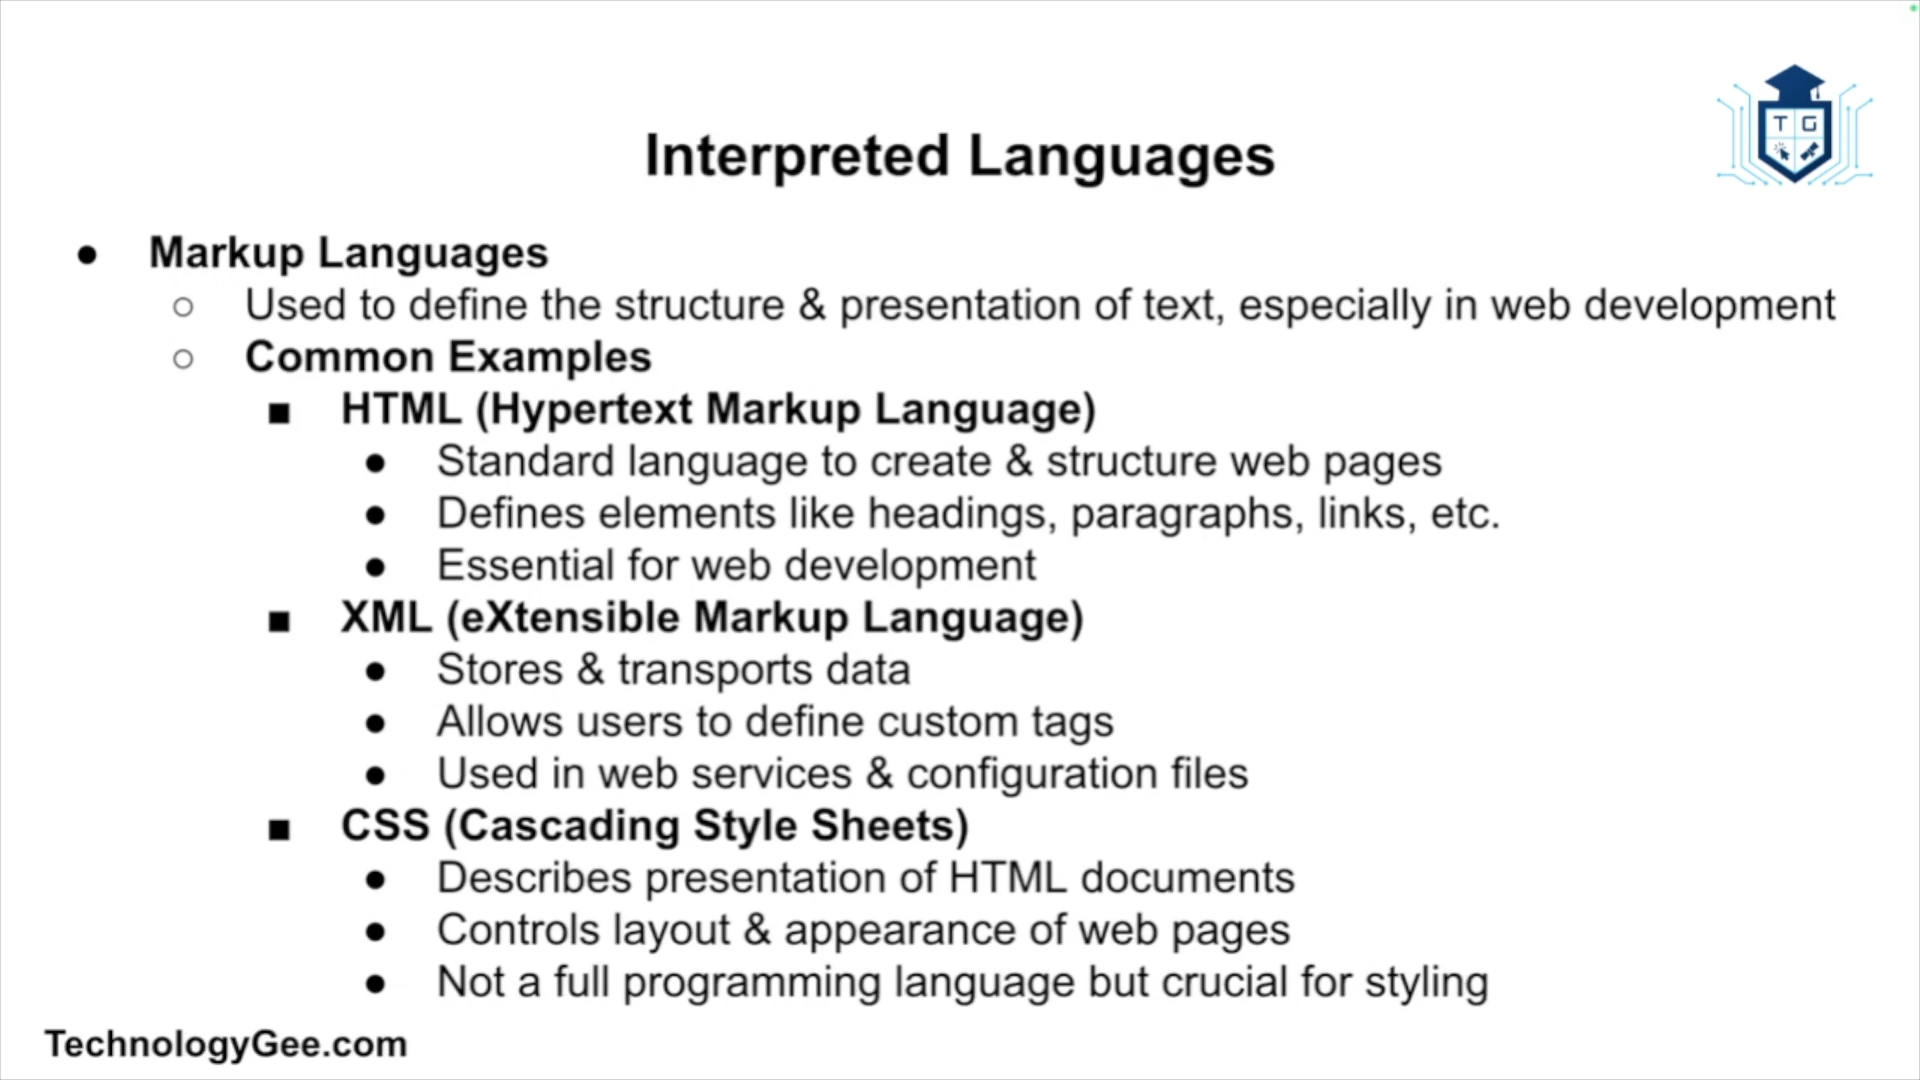 Interpreted Languages
T G
● Markup Languages
○ Used to define the structure & presentation of text, especially in web development
○ Common Examples
■ HTML (Hypertext Markup Language)
● Standard language to create & structure web pages
● Defines elements like headings, paragraphs, links, etc.
● Essential for web development
■ XML (eXtensible Markup Language)
● Stores & transports data
● Allows users to define custom tags
● Used in web services & configuration files
■ CSS (Cascading Style Sheets)
● Describes presentation of HTML documents
● Controls layout & appearance of web pages
● Not a full programming language but crucial for styling
TechnologyGee.com